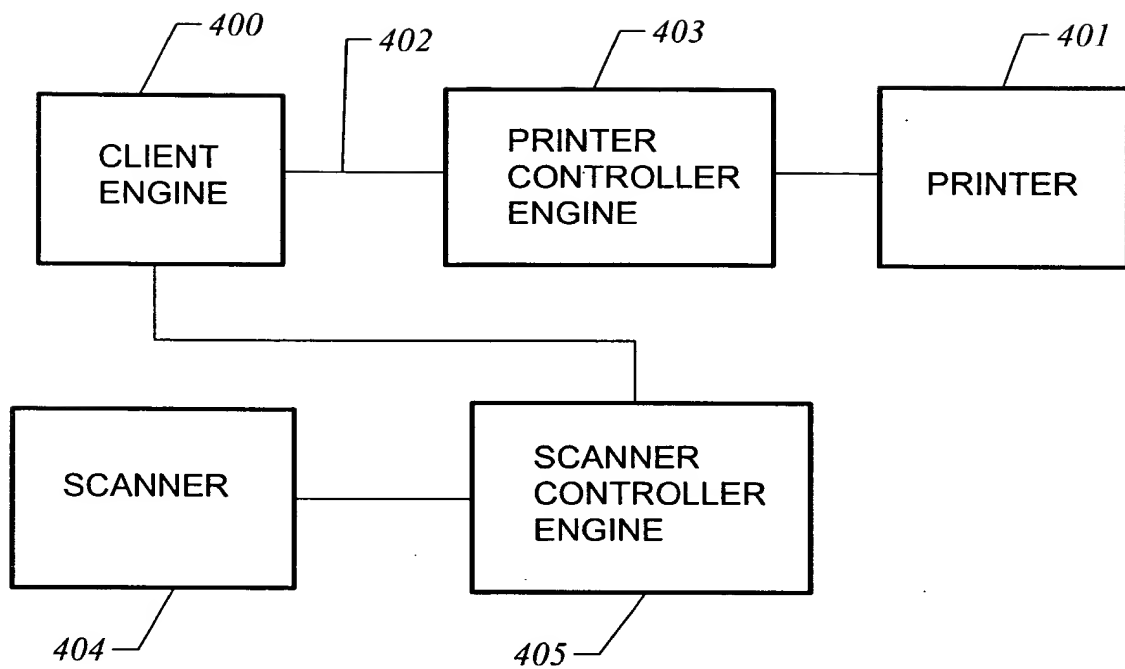 400
402
403
401
CLIENT
ENGINE
PRINTER
CONTROLLER
ENGINE
PRINTER
SCANNER
SCANNER
CONTROLLER
ENGINE
404
405